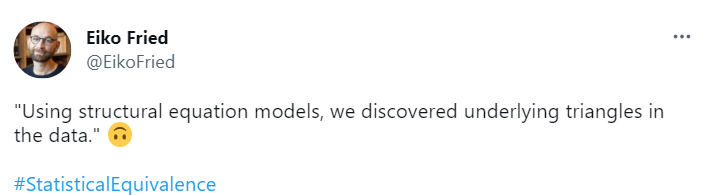 Eiko Fried
@EikoFried
"Using structural equation models, we discovered underlying triangles in
the data." 🙃
#StatisticalEquivalence